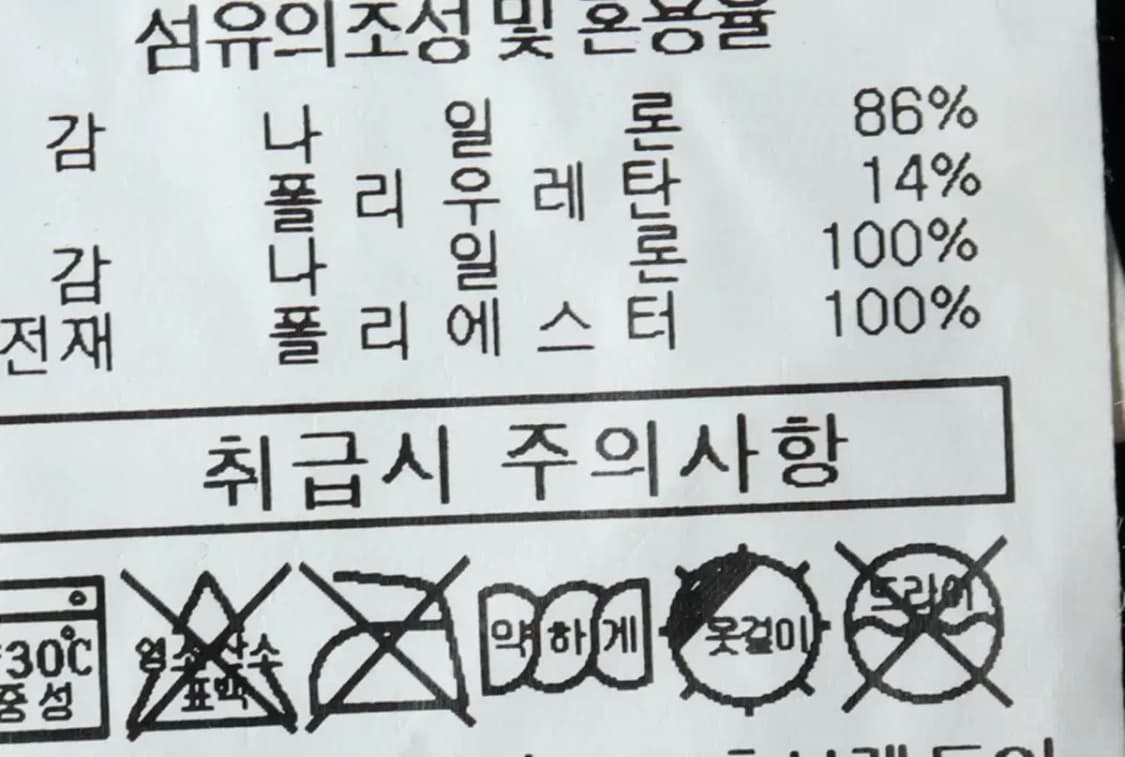 섬유의조성 및 혼용율
감 나 일 론 86%
폴 리 우 레 탄 14%
감 나 일 론 100%
전재 폴 리 에 스 터 100%
취급시 주의사항
30℃ 중성
염소산소 표백
약하게
옷걸이
드라이